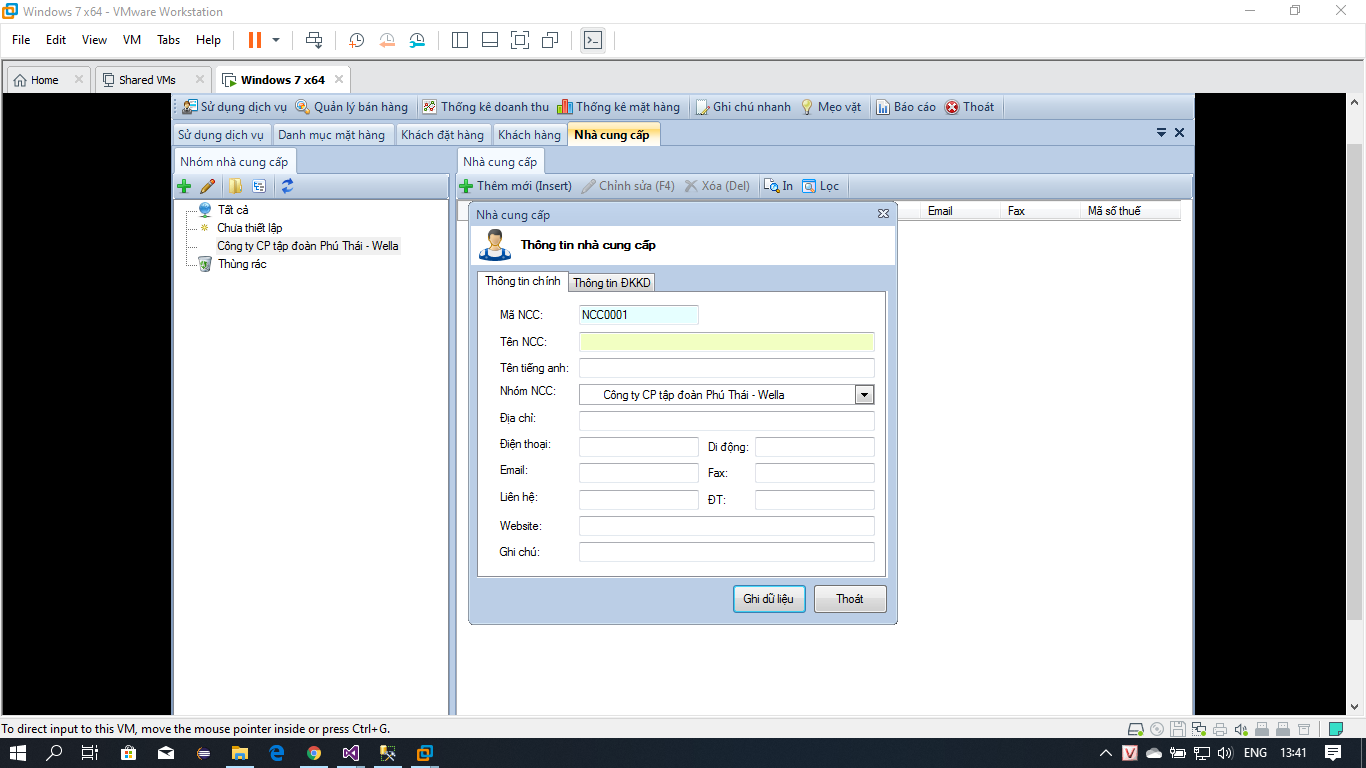 Windows 7 x64 - VMware Workstation
File Edit View VM Tabs Help
Home Shared VMs Windows 7 x64
Sử dụng dịch vụ Quản lý bán hàng Thống kê doanh thu Thống kê mặt hàng Ghi chú nhanh Mẹo vặt Báo cáo Thoát
Sử dụng dịch vụ Danh mục mặt hàng Khách đặt hàng Khách hàng Nhà cung cấp
Nhóm nhà cung cấp
Tất cả
Chưa thiết lập
Công ty CP tập đoàn Phú Thái - Wella
Thùng rác
Nhà cung cấp
Thêm mới (Insert) Chỉnh sửa (F4) Xóa (Del) In Lọc
Email Fax Mã số thuế
Nhà cung cấp
Thông tin nhà cung cấp
Thông tin chính Thông tin ĐKKD
Mã NCC: NCC0001
Tên NCC:
Tên tiếng anh:
Nhóm NCC: Công ty CP tập đoàn Phú Thái - Wella
Địa chỉ:
Điện thoại: Di động:
Email: Fax:
Liên hệ: ĐT:
Website:
Ghi chú:
Ghi dữ liệu Thoát
To direct input to this VM, move the mouse pointer inside or press Ctrl+G.
ENG 13:41